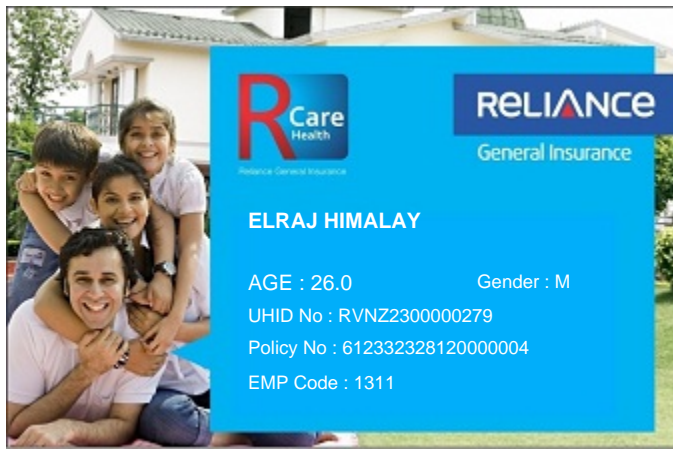 R Care
Health
Reliance General Insurance
RELIANCE
General Insurance
ELRAJ HIMALAY
AGE : 26.0 Gender : M
UHID No : RVNZ2300000279
Policy No : 612332328120000004
EMP Code : 1311